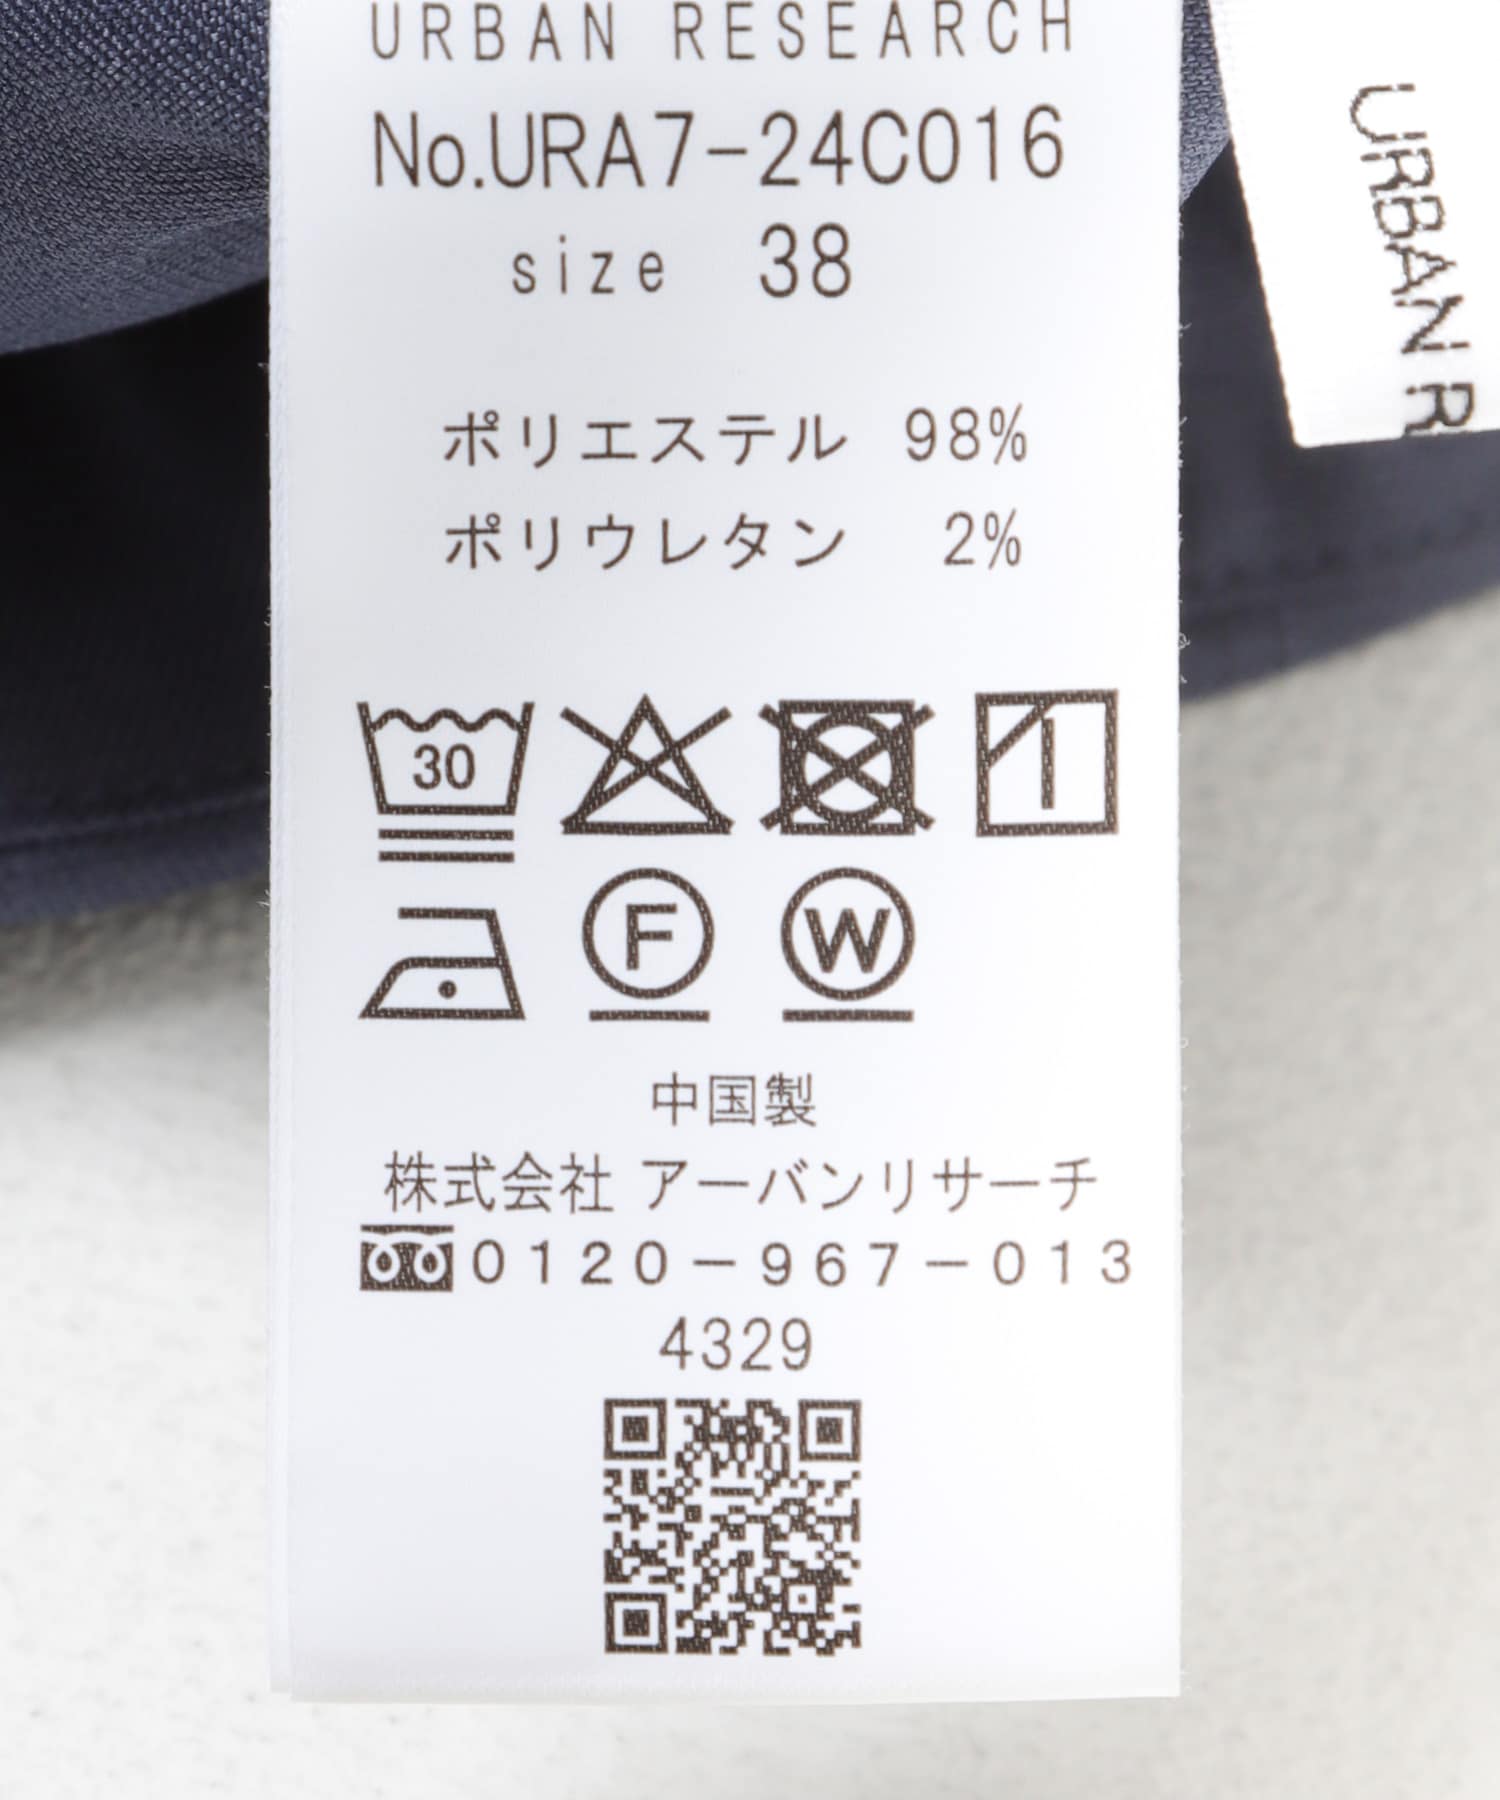 URBAN RESEARCH
No.URA7-24C016
size 38
ポリエステル 98%
ポリウレタン 2%
30
F
W
中国製
株式会社 アーバンリサーチ
0120-967-013
4329
URBAN R